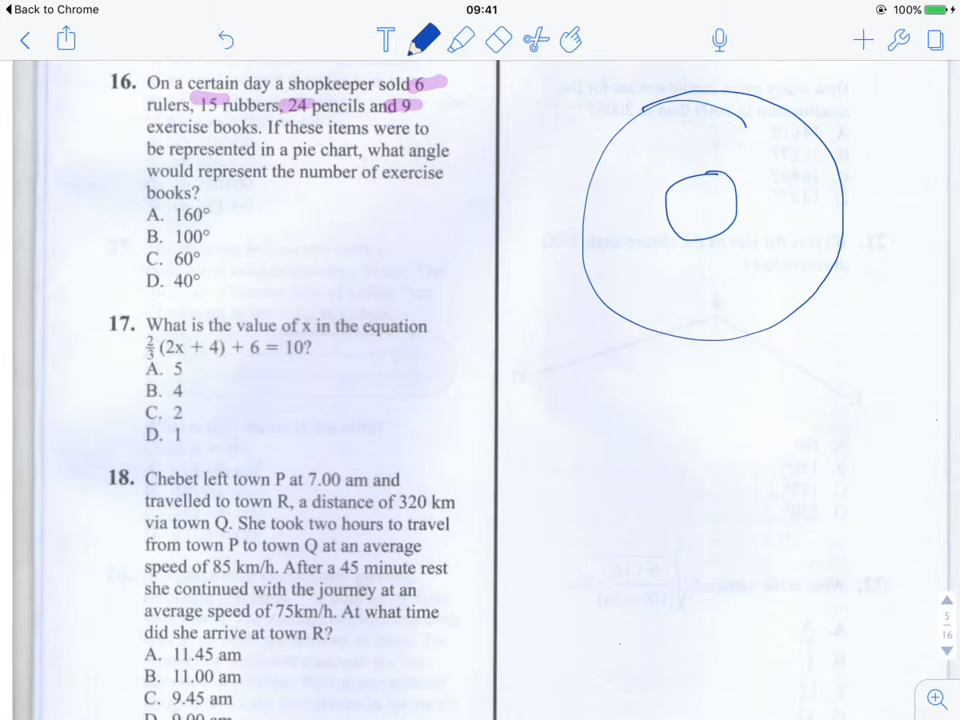 Back to Chrome
09:41
100%
T
16. On a certain day a shopkeeper sold 6
rulers, 15 rubbers, 24 pencils and 9
exercise books. If these items were to
be represented in a pie chart, what angle
would represent the number of exercise
books?
A. 160°
B. 100°
C. 60°
D. 40°
17. What is the value of x in the equation
2/3 (2x + 4) + 6 = 10?
A. 5
B. 4
C. 2
D. 1
18. Chebet left town P at 7.00 am and
travelled to town R, a distance of 320 km
via town Q. She took two hours to travel
from town P to town Q at an average
speed of 85 km/h. After a 45 minute rest
she continued with the journey at an
average speed of 75km/h. At what time
did she arrive at town R?
A. 11.45 am
B. 11.00 am
C. 9.45 am
D. 9.00 am
5
16